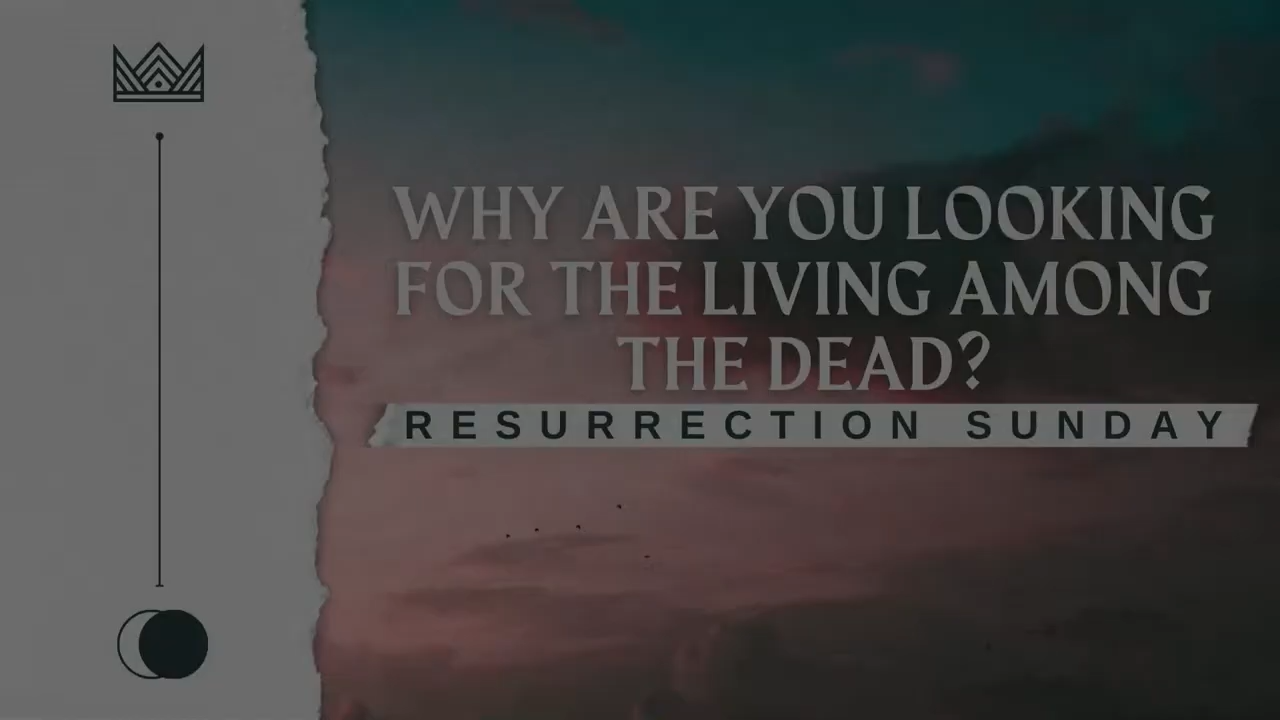 WHY ARE YOU LOOKING
FOR THE LIVING AMONG
THE DEAD?
RESURRECTION SUNDAY